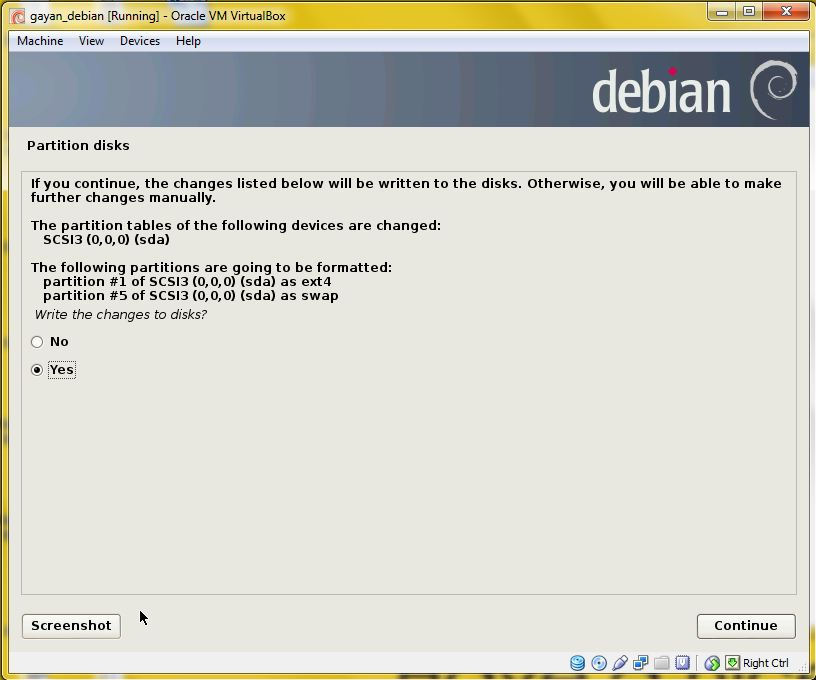 gayan_debian [Running] - Oracle VM VirtualBox
Machine View Devices Help
debian
Partition disks
If you continue, the changes listed below will be written to the disks. Otherwise, you will be able to make
further changes manually.
The partition tables of the following devices are changed:
SCSI3 (0,0,0) (sda)
The following partitions are going to be formatted:
partition #1 of SCSI3 (0,0,0) (sda) as ext4
partition #5 of SCSI3 (0,0,0) (sda) as swap
Write the changes to disks?
No
Yes
Screenshot Continue
Right Ctrl